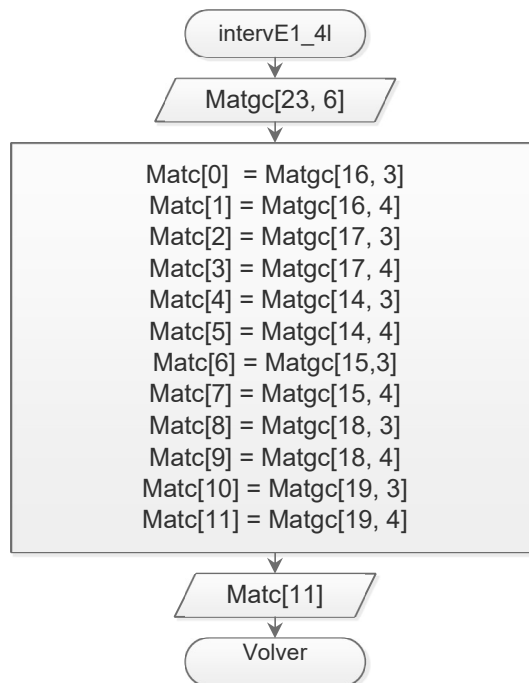 intervE1_4l
Matgc[23, 6]
Matc[0] = Matgc[16, 3]
Matc[1] = Matgc[16, 4]
Matc[2] = Matgc[17, 3]
Matc[3] = Matgc[17, 4]
Matc[4] = Matgc[14, 3]
Matc[5] = Matgc[14, 4]
Matc[6] = Matgc[15,3]
Matc[7] = Matgc[15, 4]
Matc[8] = Matgc[18, 3]
Matc[9] = Matgc[18, 4]
Matc[10] = Matgc[19, 3]
Matc[11] = Matgc[19, 4]
Matc[11]
Volver